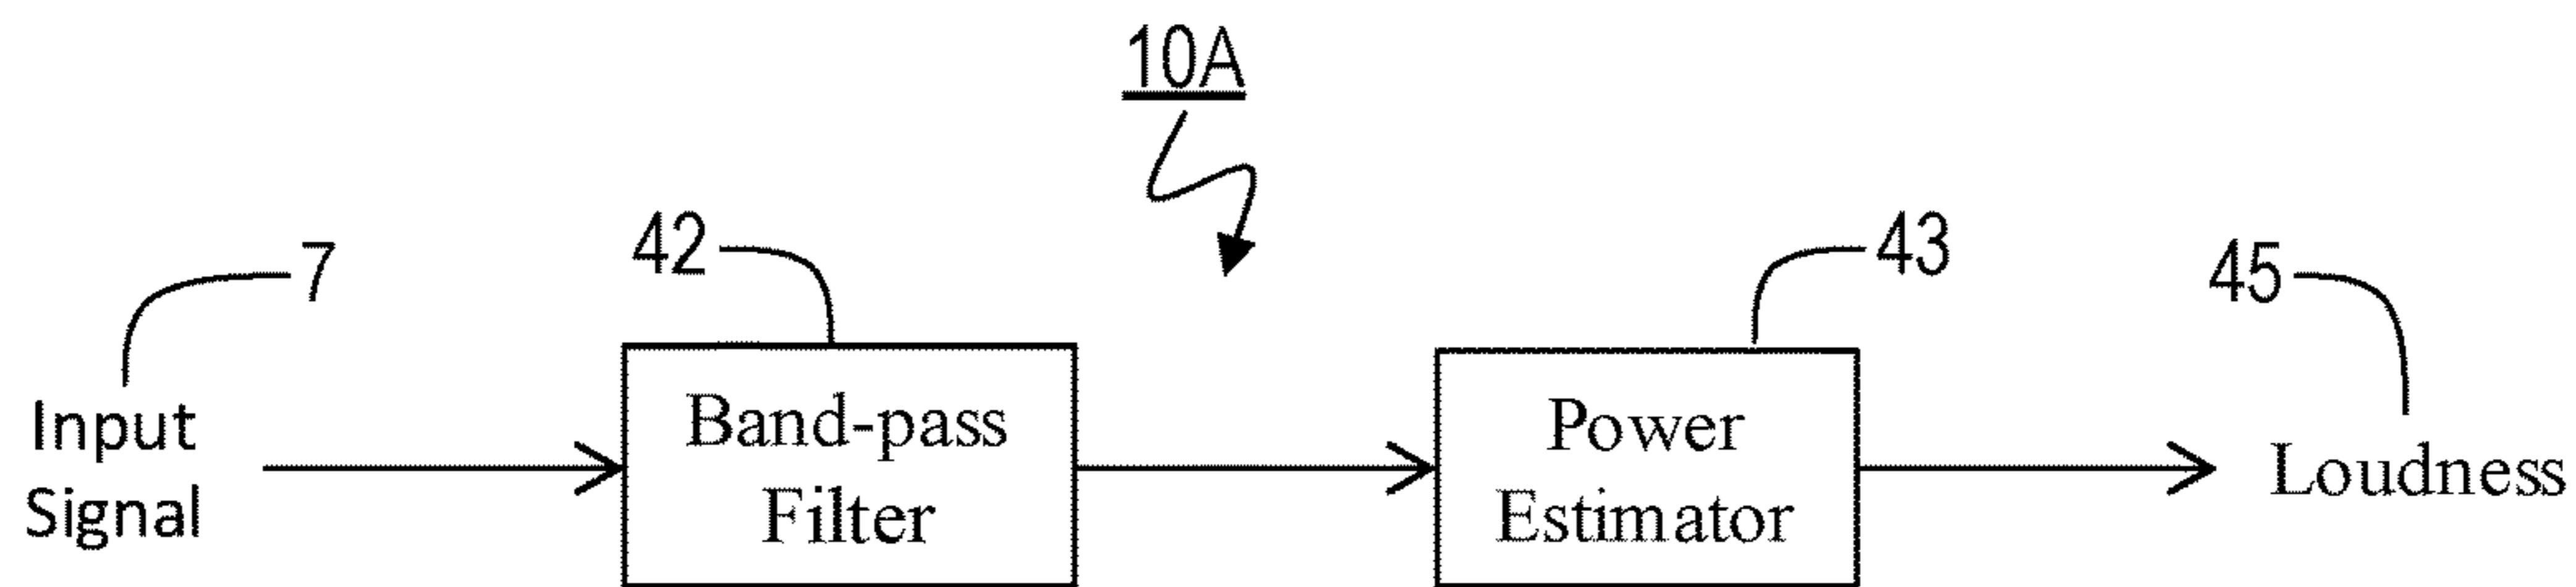 10A
7
42
43
45
Input
Signal
Band-pass
Filter
Power
Estimator
Loudness